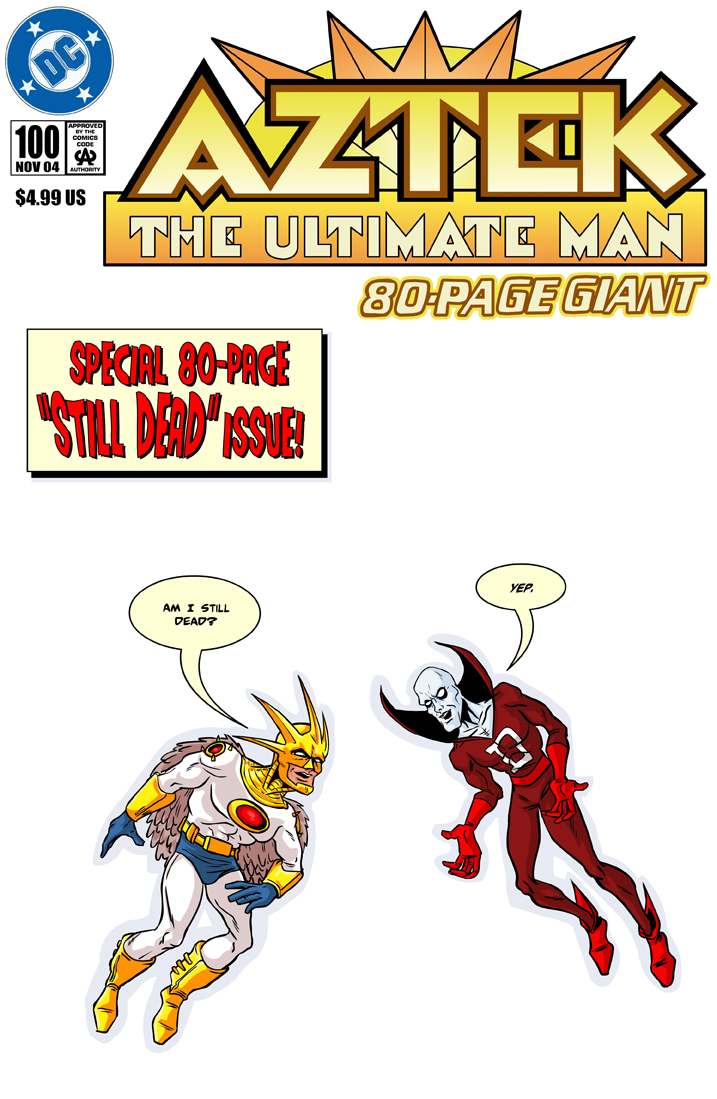 DC
100
NOV 04
APPROVED
BY THE
COMICS
CODE
CA
AUTHORITY
$4.99 US
AZTEK
THE ULTIMATE MAN
80-PAGE GIANT
SPECIAL 80-PAGE
"STILL DEAD" ISSUE!
AM I STILL
DEAD?
YEP.
D